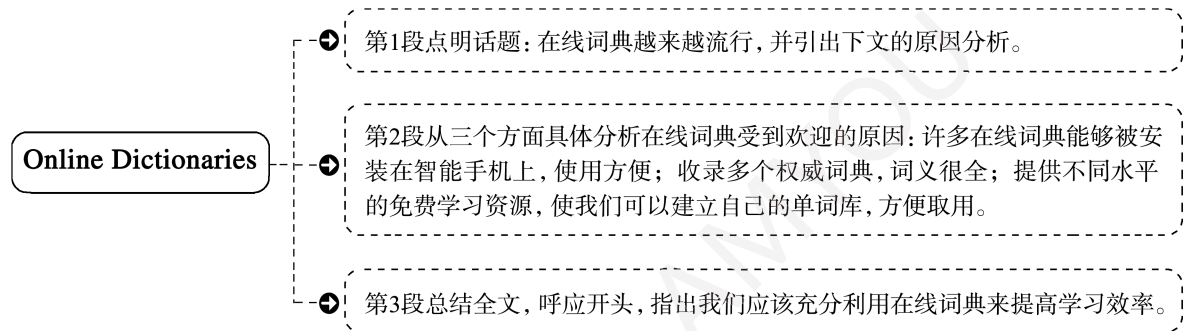 第1段点明话题：在线词典越来越流行，并引出下文的原因分析。
Online Dictionaries
第2段从三个方面具体分析在线词典受到欢迎的原因：许多在线词典能够被安
装在智能手机上，使用方便；收录多个权威词典，词义很全；提供不同水平
的免费学习资源，使我们可以建立自己的单词库，方便取用。
第3段总结全文，呼应开头，指出我们应该充分利用在线词典来提高学习效率。